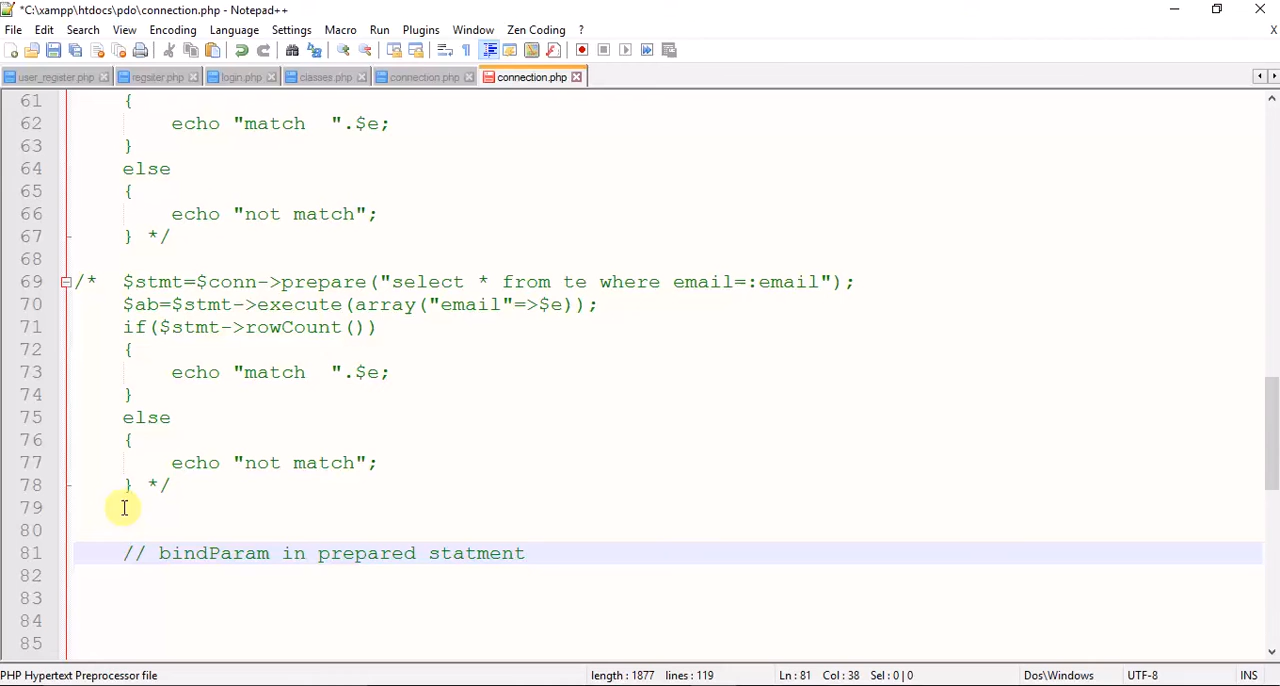 *C:\xampp\htdocs\pdo\connection.php - Notepad++
File Edit Search View Encoding Language Settings Macro Run Plugins Window Zen Coding ? X
user_register.php regsiter.php login.php classes.php connection.php connection.php
61 {
62 echo "match  ".$e;
63 }
64 else
65 {
66 echo "not match";
67 } */
68
69 /* $stmt=$conn->prepare("select * from te where email=:email");
70 $ab=$stmt->execute(array("email"=>$e));
71 if($stmt->rowCount())
72 {
73 echo "match  ".$e;
74 }
75 else
76 {
77 echo "not match";
78 } */
79
80
81 // bindParam in prepared statment
82
83
84
85
PHP Hypertext Preprocessor file length : 1877 lines : 119 Ln : 81 Col : 38 Sel : 0 | 0 Dos\Windows UTF-8 INS